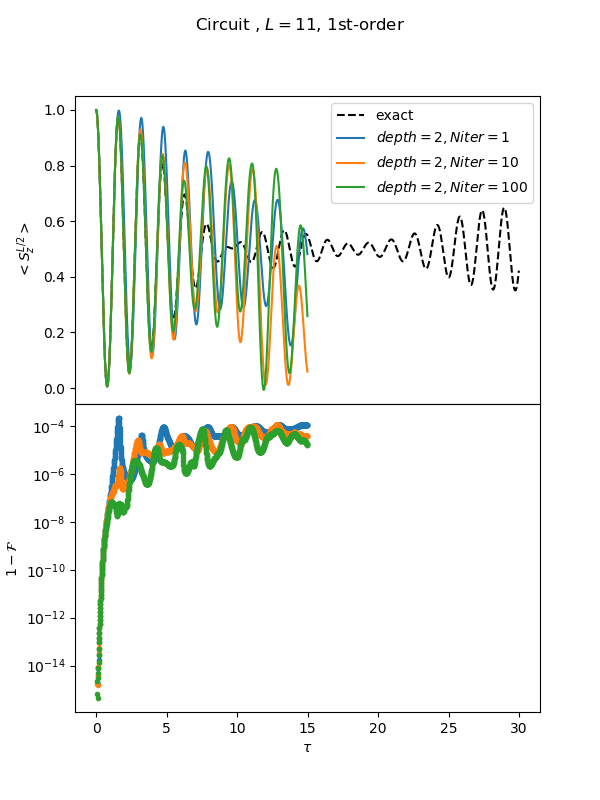 Circuit , $L = 11$, 1st-order
1.0
0.8
0.6
0.4
0.2
0.0
$< S_z^{L/2} >$
exact
$depth = 2, Niter = 1$
$depth = 2, Niter = 10$
$depth = 2, Niter = 100$
$10^{-4}$
$10^{-6}$
$10^{-8}$
$10^{-10}$
$10^{-12}$
$10^{-14}$
$1 - \mathcal{F}$
0 5 10 15 20 25 30
$\tau$